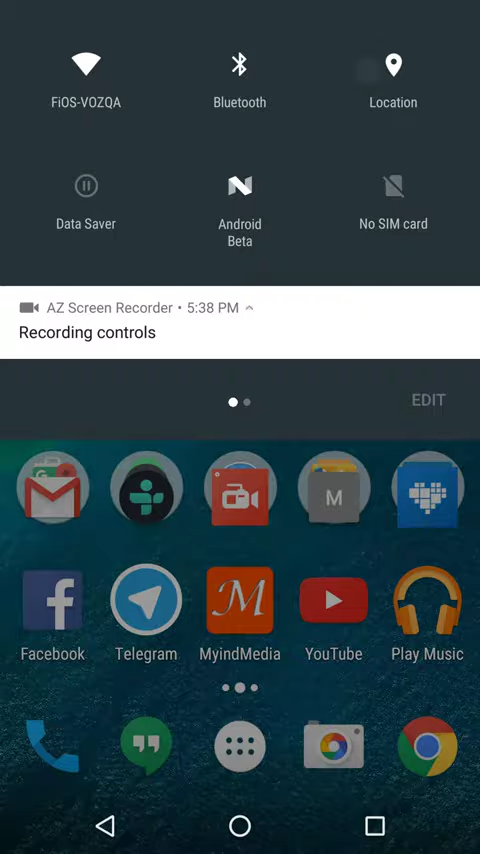 FiOS-VOZQA
Bluetooth
Location
Data Saver
Android
Beta
No SIM card
AZ Screen Recorder • 5:38 PM
Recording controls
EDIT
M
Facebook
Telegram
M
MyindMedia
YouTube
Play Music